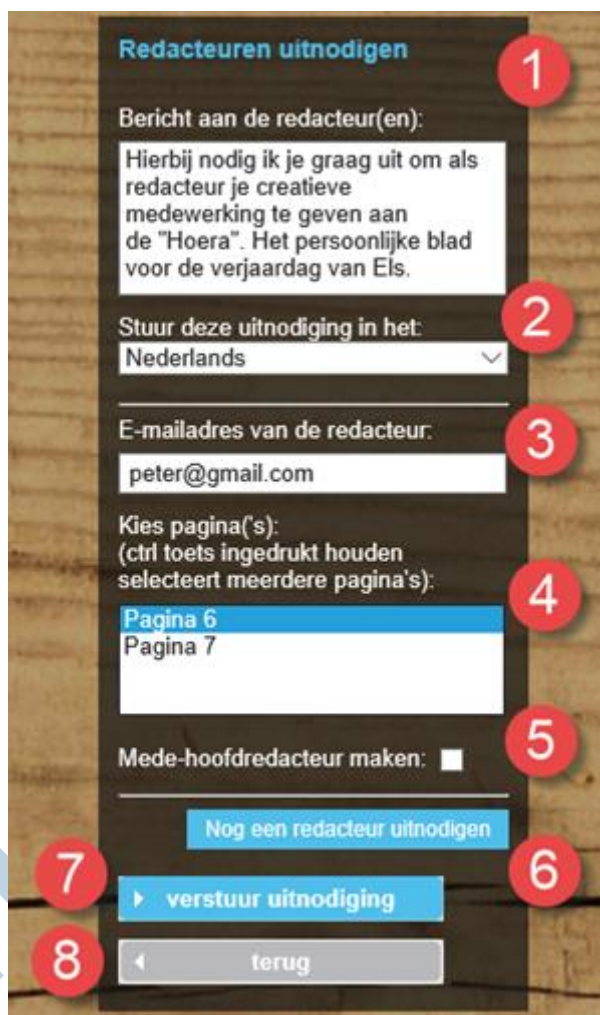 Redacteuren uitnodigen
1
Bericht aan de redacteur(en):
Hierbij nodig ik je graag uit om als
redacteur je creatieve
medewerking te geven aan
de "Hoera". Het persoonlijke blad
voor de verjaardag van Els.
2
Stuur deze uitnodiging in het:
Nederlands
E-mailadres van de redacteur:
3
peter@gmail.com
Kies pagina('s):
(ctrl toets ingedrukt houden
selecteert meerdere pagina's):
4
Pagina 6
Pagina 7
5
Mede-hoofdredacteur maken:
Nog een redacteur uitnodigen
6
7
verstuur uitnodiging
8
terug